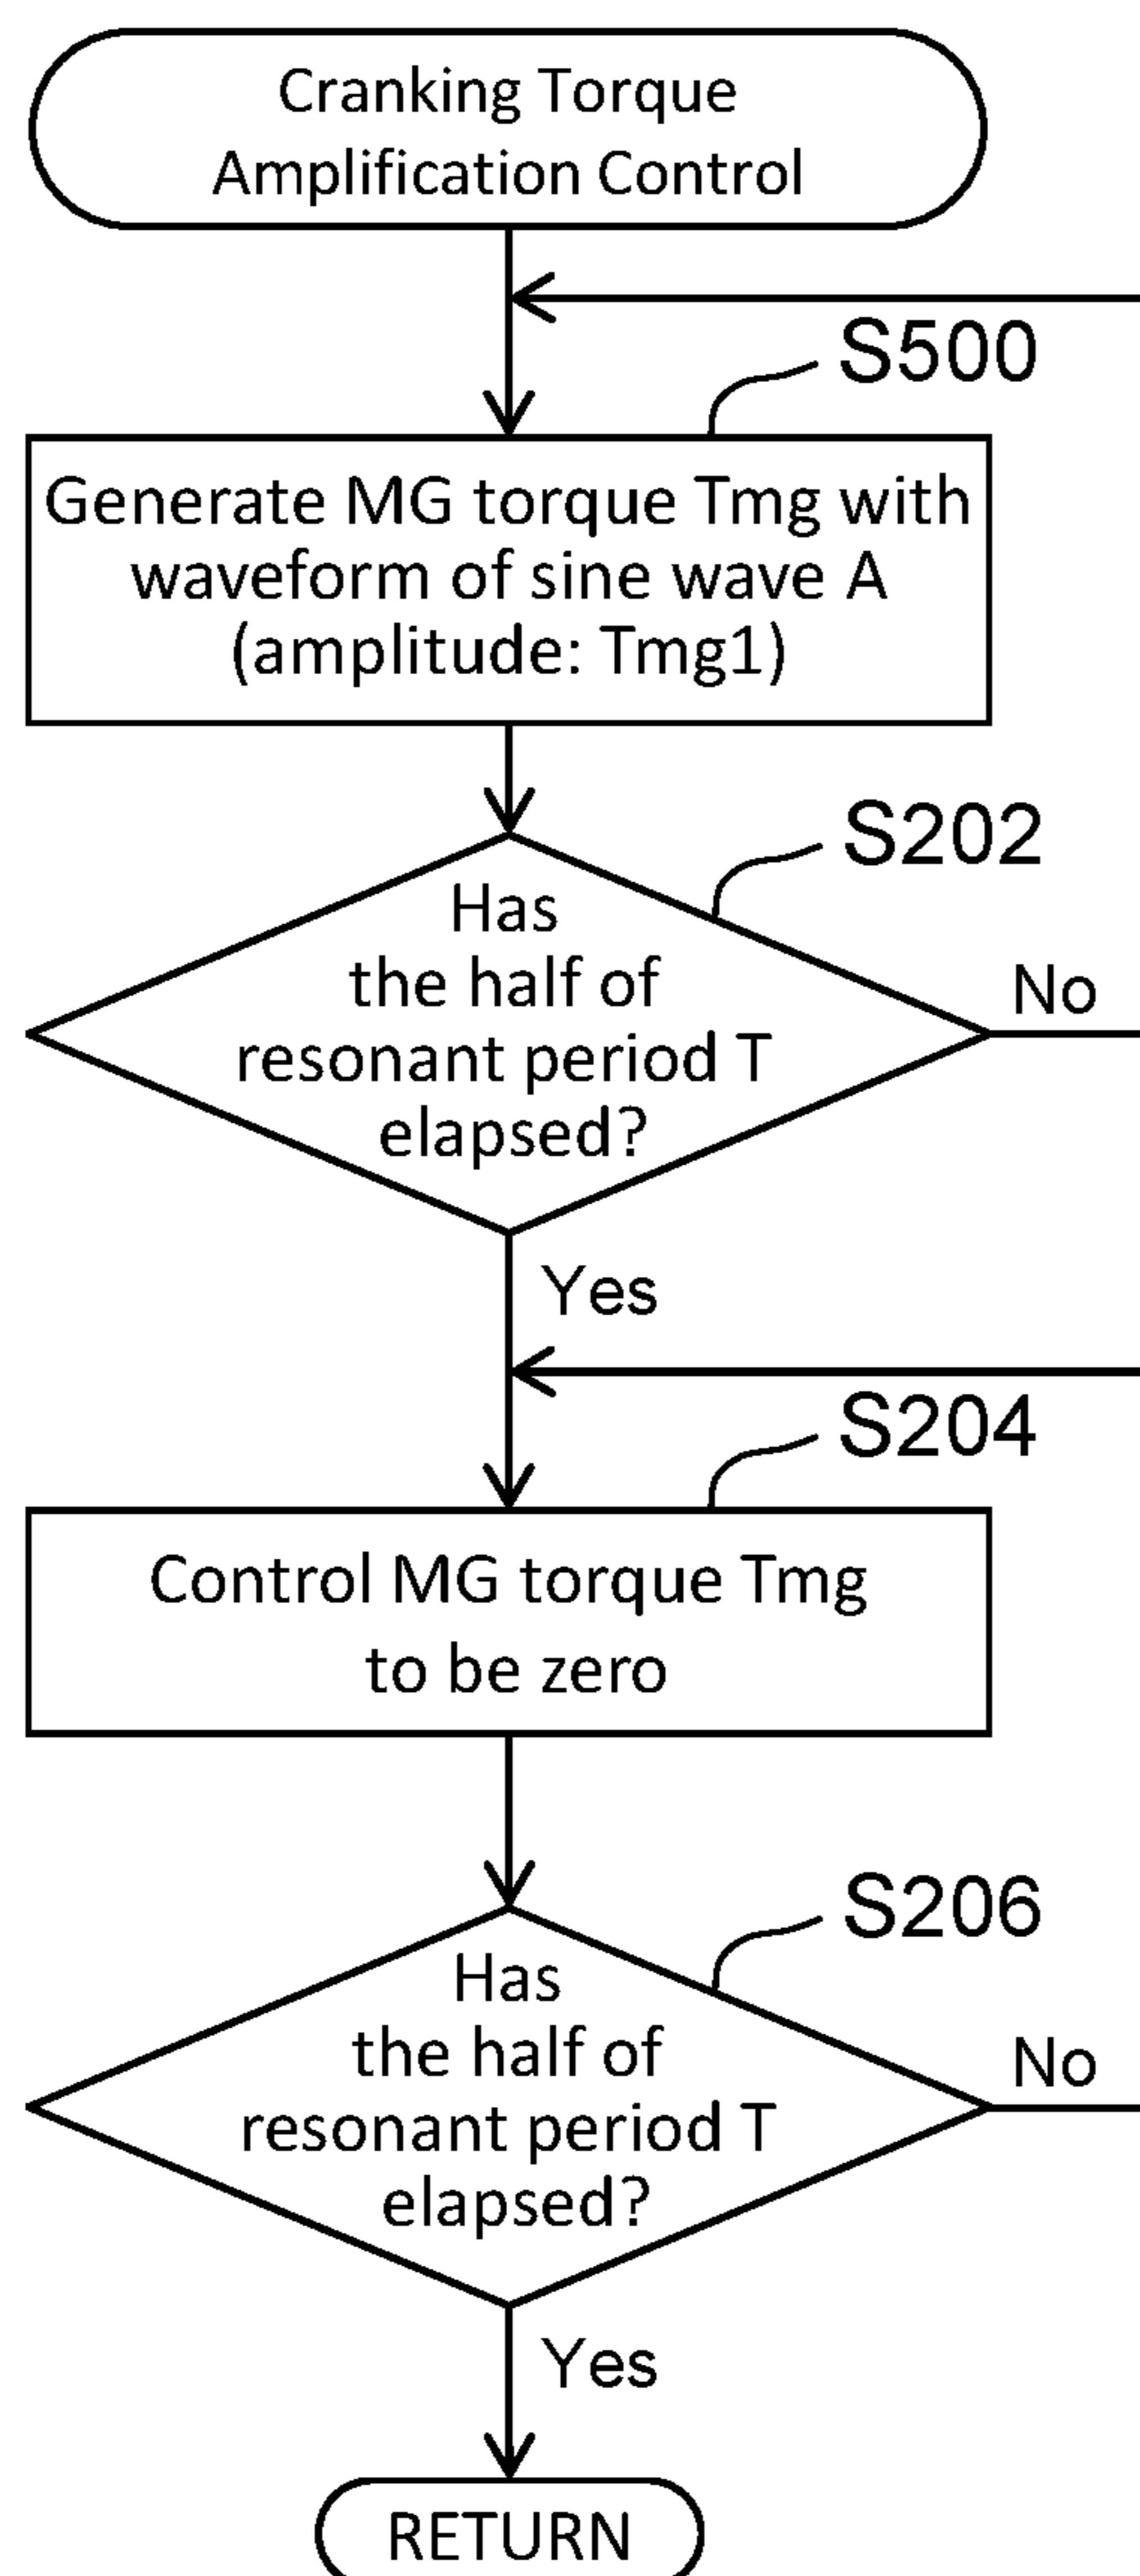 Cranking Torque
Amplification Control
S500
Generate MG torque Tmg with
waveform of sine wave A
(amplitude: Tmg1)
S202
Has
the half of
resonant period T
elapsed?
No
Yes
S204
Control MG torque Tmg
to be zero
S206
Has
the half of
resonant period T
elapsed?
No
Yes
RETURN